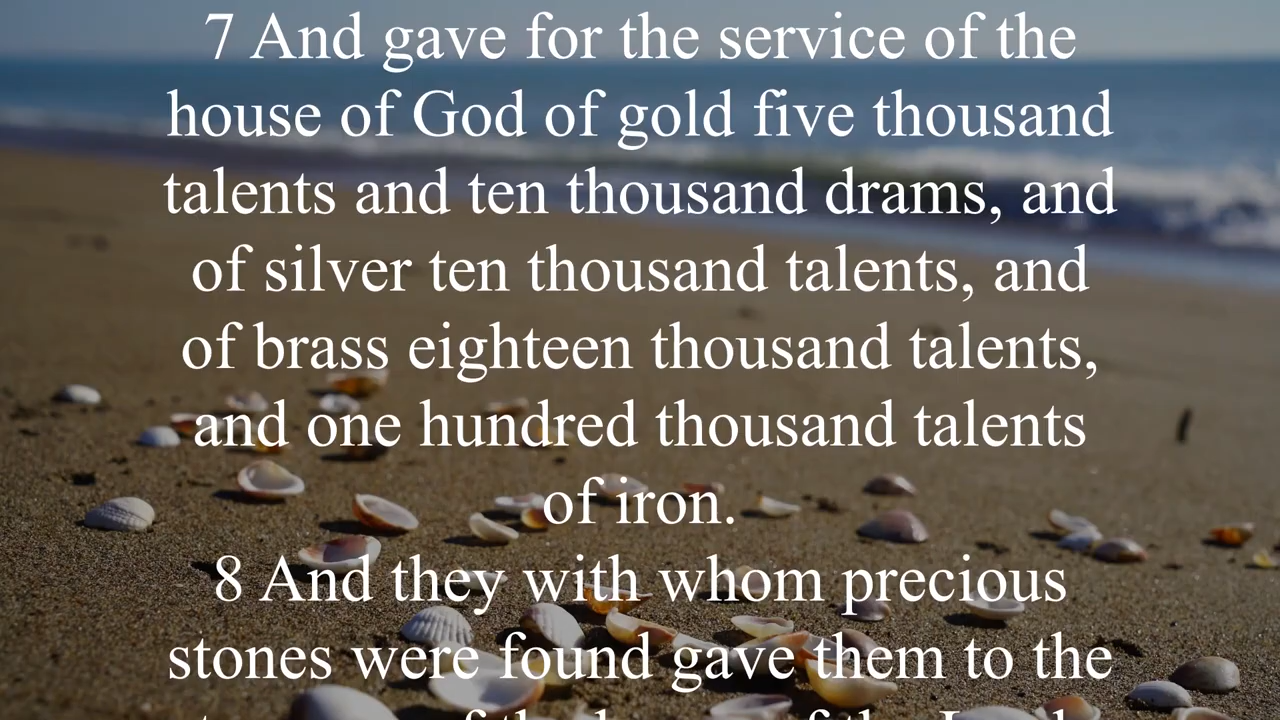 7 And gave for the service of the
house of God of gold five thousand
talents and ten thousand drams, and
of silver ten thousand talents, and
of brass eighteen thousand talents,
and one hundred thousand talents
of iron.
8 And they with whom precious
stones were found gave them to the